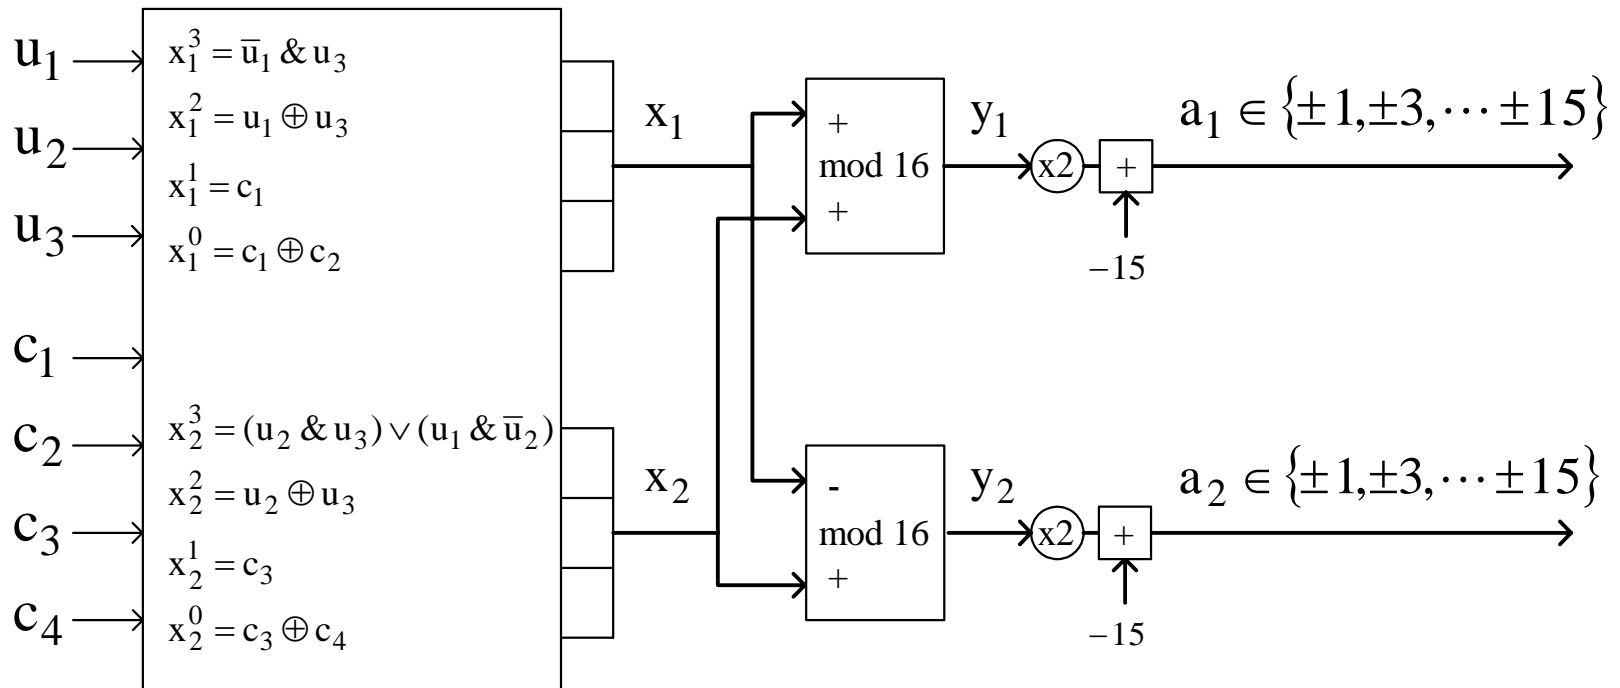 u₁
u₂
u₃
c₁
c₂
c₃
c₄
x₁³ = u̅₁ & u₃
x₁² = u₁ ⊕ u₃
x₁¹ = c₁
x₁⁰ = c₁ ⊕ c₂
x₂³ = (u₂ & u₃) ∨ (u₁ & u̅₂)
x₂² = u₂ ⊕ u₃
x₂¹ = c₃
x₂⁰ = c₃ ⊕ c₄
x₁
+
mod 16
+
y₁
x2
+
−15
a₁ ∈ {±1,±3,⋯ ±15}
x₂
-
mod 16
+
y₂
x2
+
−15
a₂ ∈ {±1,±3,⋯ ±15}